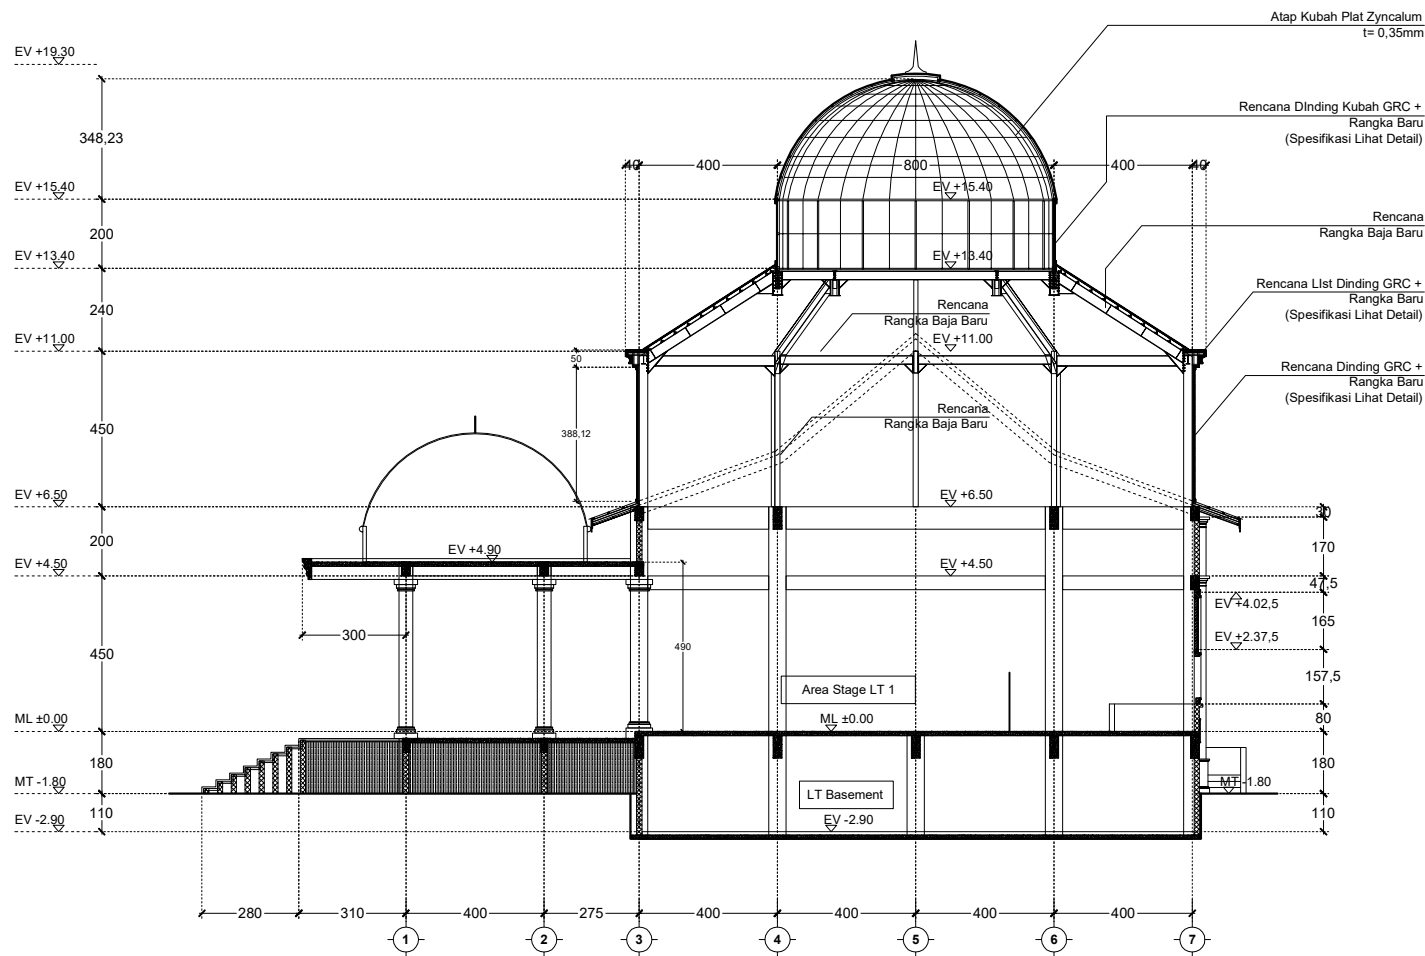 Atap Kubah Plat Zyncalum
t= 0,35mm
EV +19.30
348,23
Rencana DInding Kubah GRC +
Rangka Baru
(Spesifikasi Lihat Detail)
40
400
800
400
40
EV +15.40
EV +15.40
200
Rencana
Rangka Baja Baru
EV +13.40
EV +13.40
Rencana LIst Dinding GRC +
Rangka Baru
(Spesifikasi Lihat Detail)
240
Rencana
Rangka Baja Baru
EV +11.00
EV +11.00
50
Rencana Dinding GRC +
Rangka Baru
(Spesifikasi Lihat Detail)
Rencana
Rangka Baja Baru
450
388,12
EV +6.50
EV +6.50
30
200
170
EV +4.90
EV +4.50
EV +4.50
47,5
EV +4.02,5
300
165
EV +2.37,5
490
450
157,5
Area Stage LT 1
ML ±0.00
ML ±0.00
80
180
180
MT -1.80
MT -1.80
LT Basement
110
110
EV -2.90
EV -2.90
280
310
400
275
400
400
400
400
1
2
3
4
5
6
7